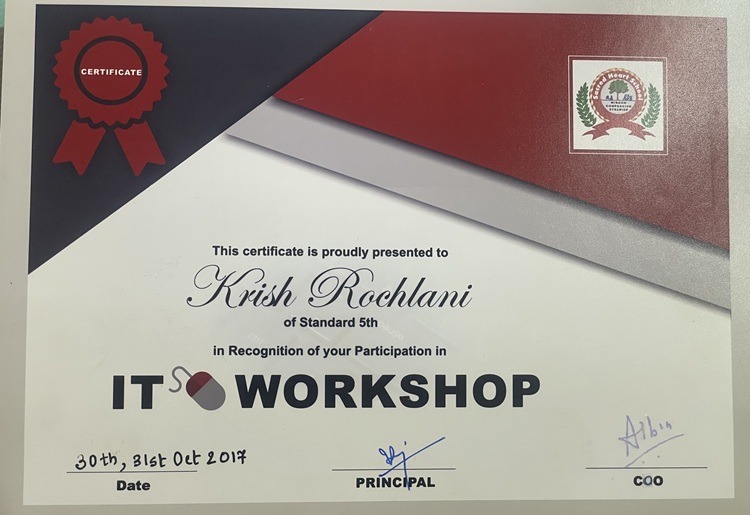 CERTIFICATE
Sacred Heart School
WISDOM
COMPASSION
DYNAMISM
This certificate is proudly presented to
Krish Rochlani
of Standard 5th
in Recognition of your Participation in
IT WORKSHOP
30th, 31st Oct 2017
Albin
Date
PRINCIPAL
COO